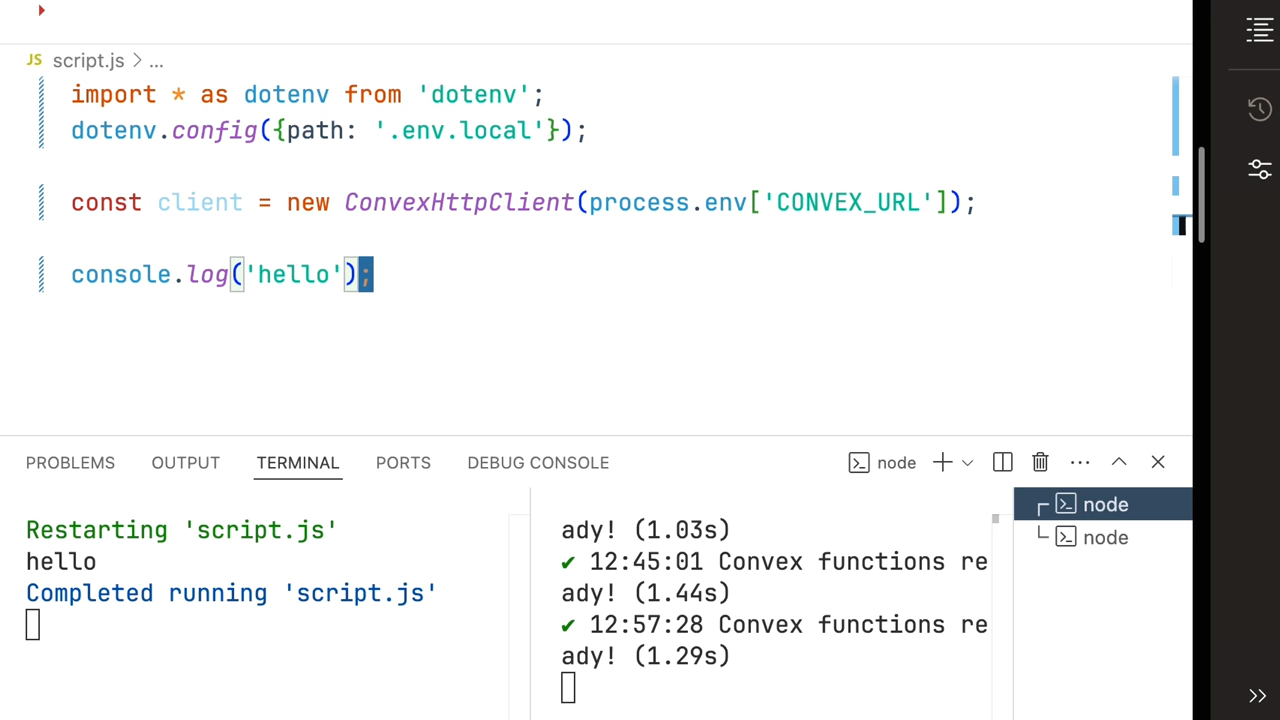 JS script.js > ...
import * as dotenv from 'dotenv';
dotenv.config({path: '.env.local'});
const client = new ConvexHttpClient(process.env['CONVEX_URL']);
console.log('hello');
PROBLEMS OUTPUT TERMINAL PORTS DEBUG CONSOLE node
Restarting 'script.js'
hello
Completed running 'script.js'
ady! (1.03s)
✔ 12:45:01 Convex functions re
ady! (1.44s)
✔ 12:57:28 Convex functions re
ady! (1.29s)
node
node